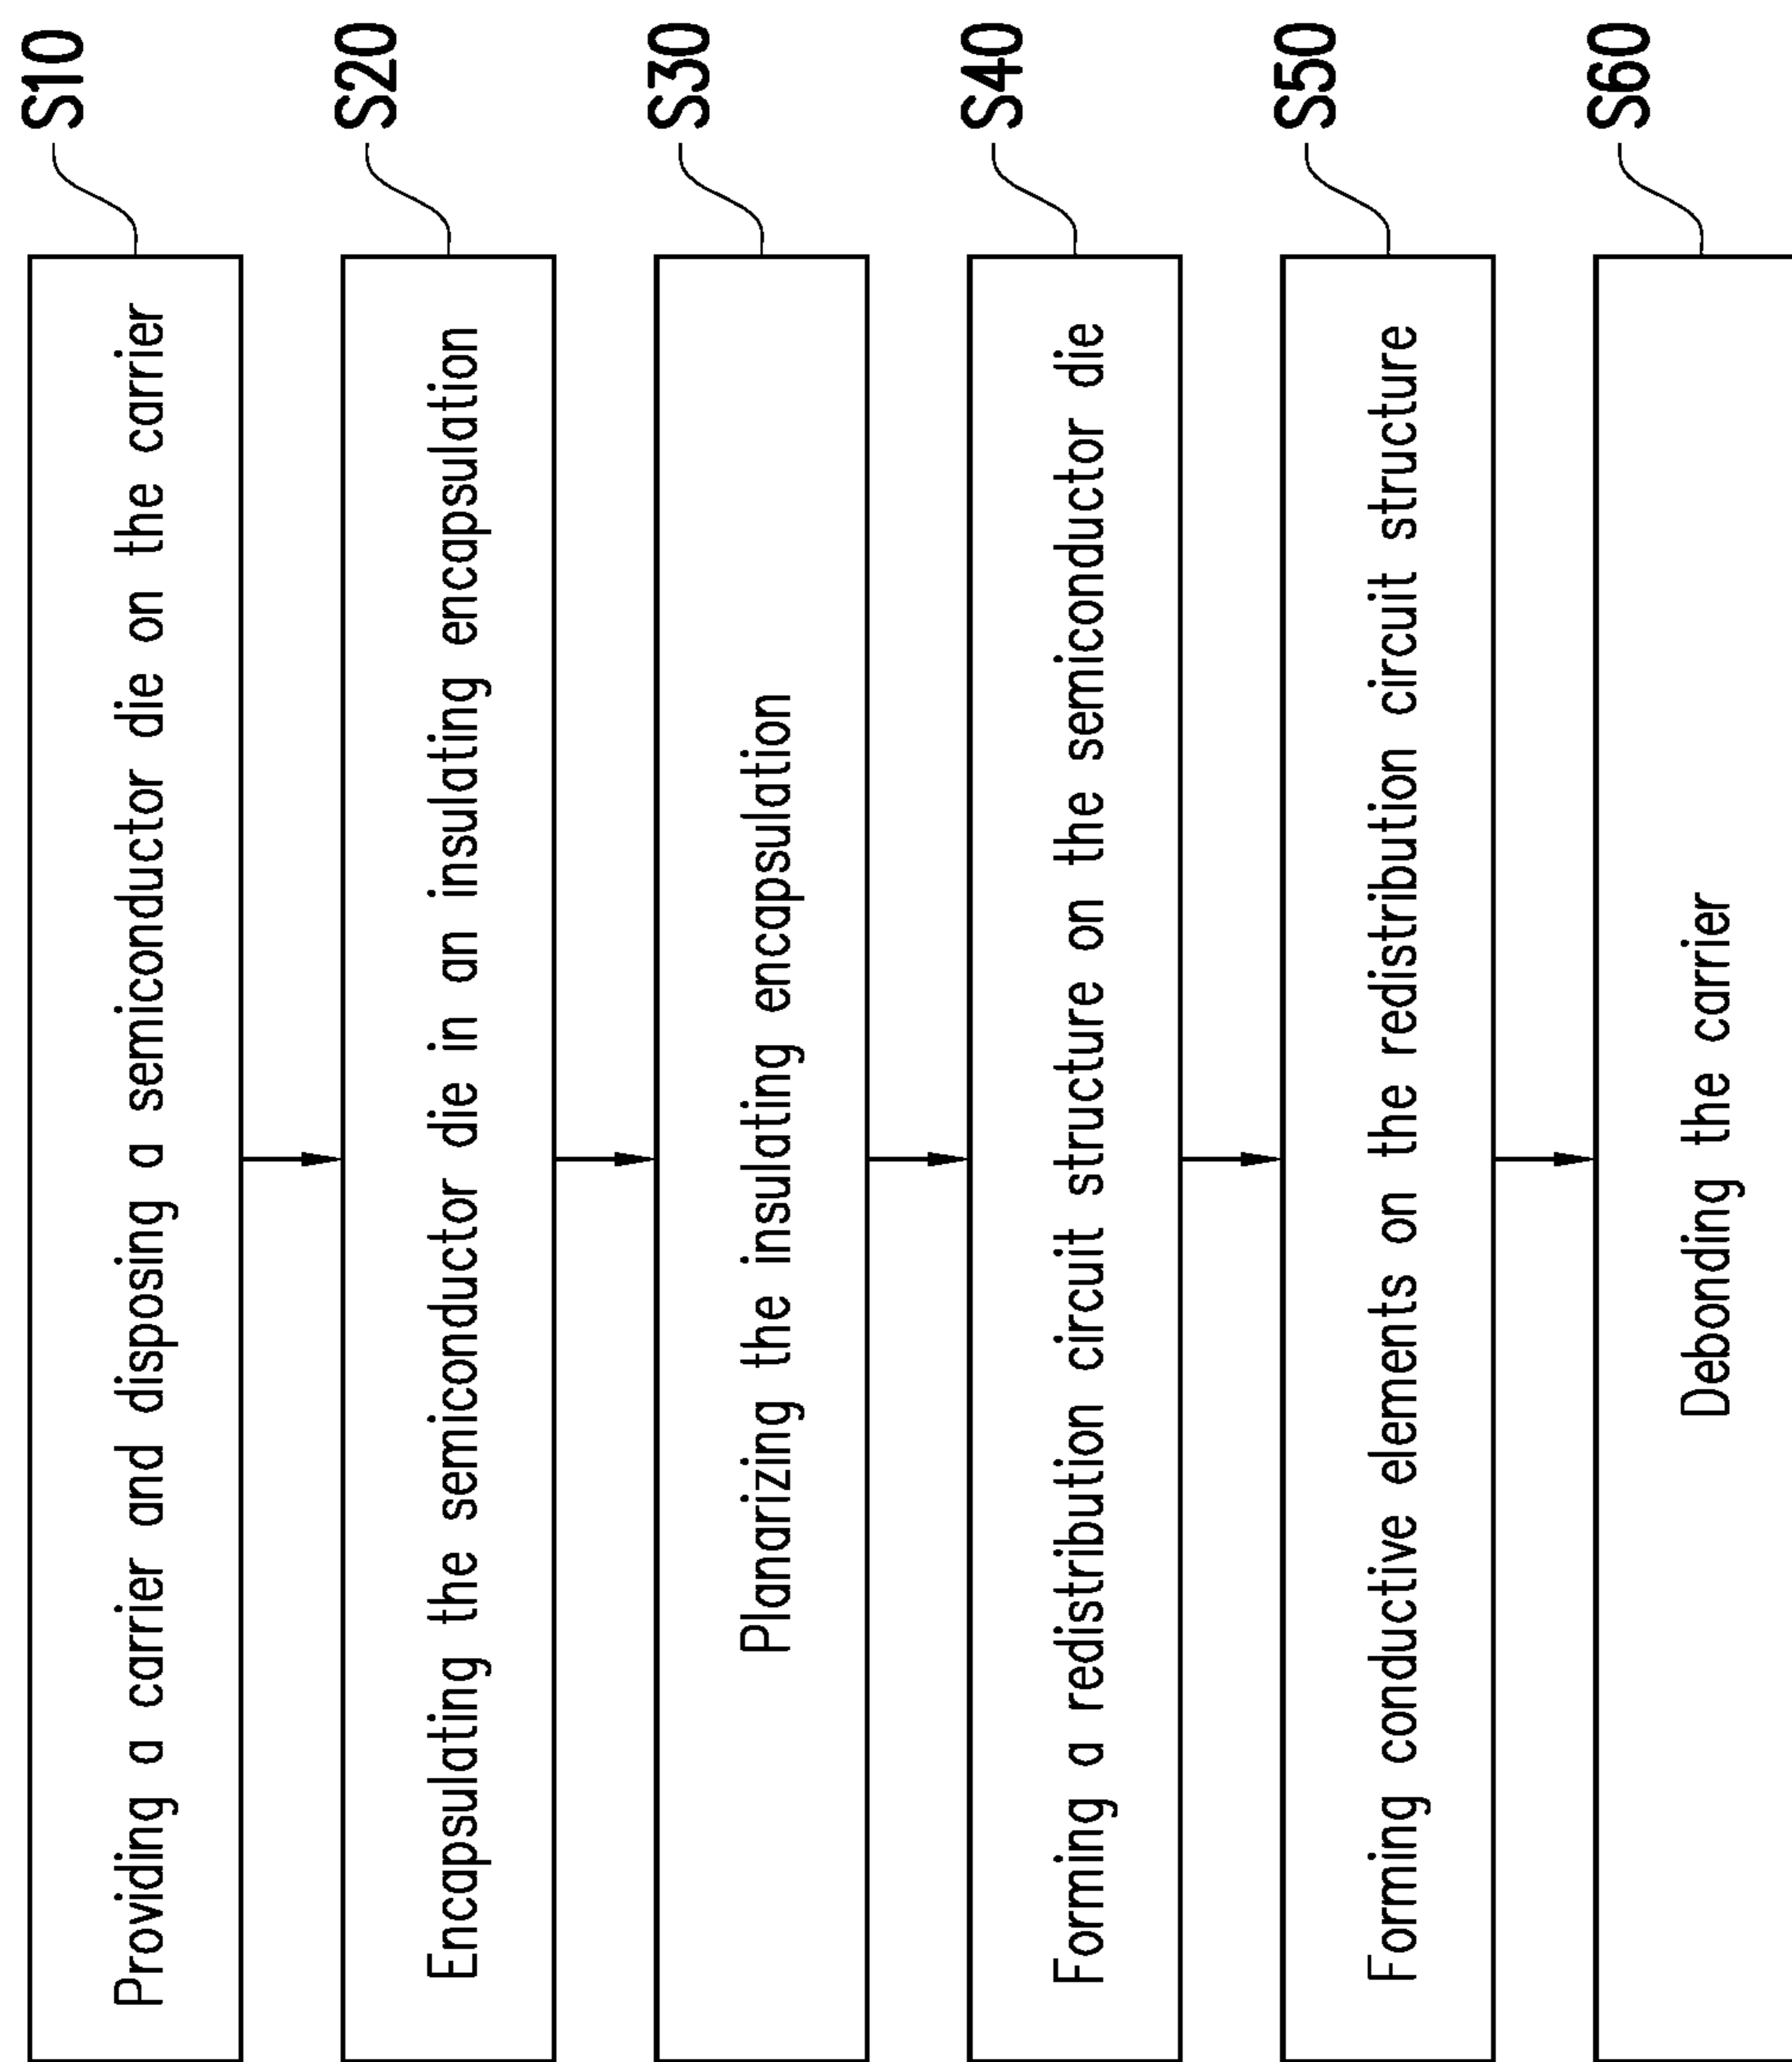 S10
Providing a carrier and disposing a semiconductor die on the carrier
S20
Encapsulating the semiconductor die in an insulating encapsulation
S30
Planarizing the insulating encapsulation
S40
Forming a redistribution circuit structure on the semiconductor die
S50
Forming conductive elements on the redistribution circuit structure
S60
Debonding the carrier